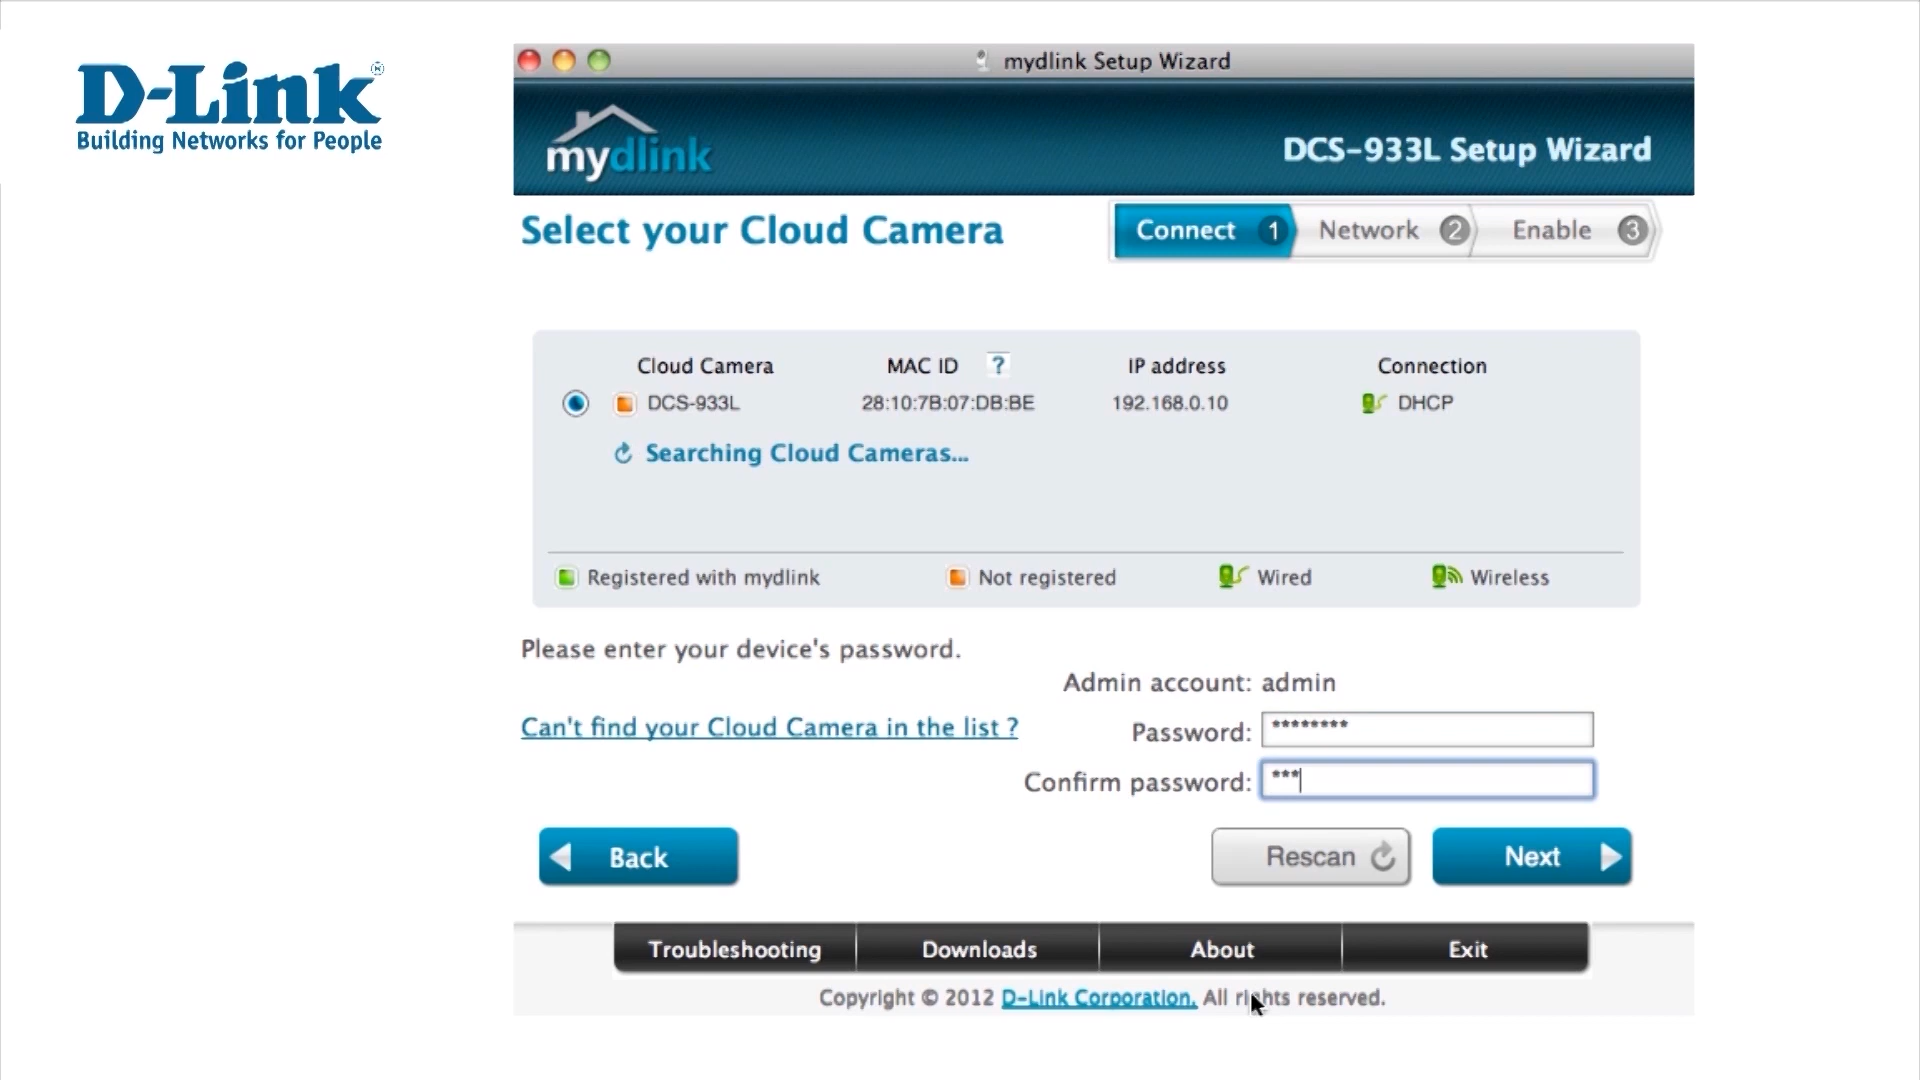 D-Link®
Building Networks for People
mydlink Setup Wizard
mydlink
DCS-933L Setup Wizard
Select your Cloud Camera
Connect 1 Network 2 Enable 3
Cloud Camera MAC ID ? IP address Connection
DCS-933L 28:10:7B:07:DB:BE 192.168.0.10 DHCP
Searching Cloud Cameras...
Registered with mydlink Not registered Wired Wireless
Please enter your device's password.
Admin account: admin
Can't find your Cloud Camera in the list ?
Password: ********
Confirm password: ***
Back Rescan Next
Troubleshooting Downloads About Exit
Copyright © 2012 D-Link Corporation. All rights reserved.